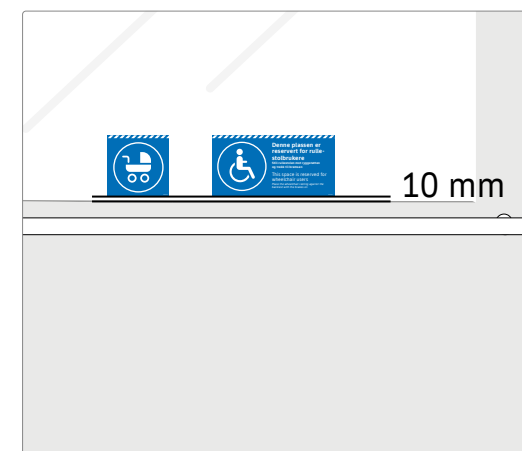 Denne plassen er
reservert for rulle-
stolbrukere
This space is reserved for
wheelchair users
10 mm